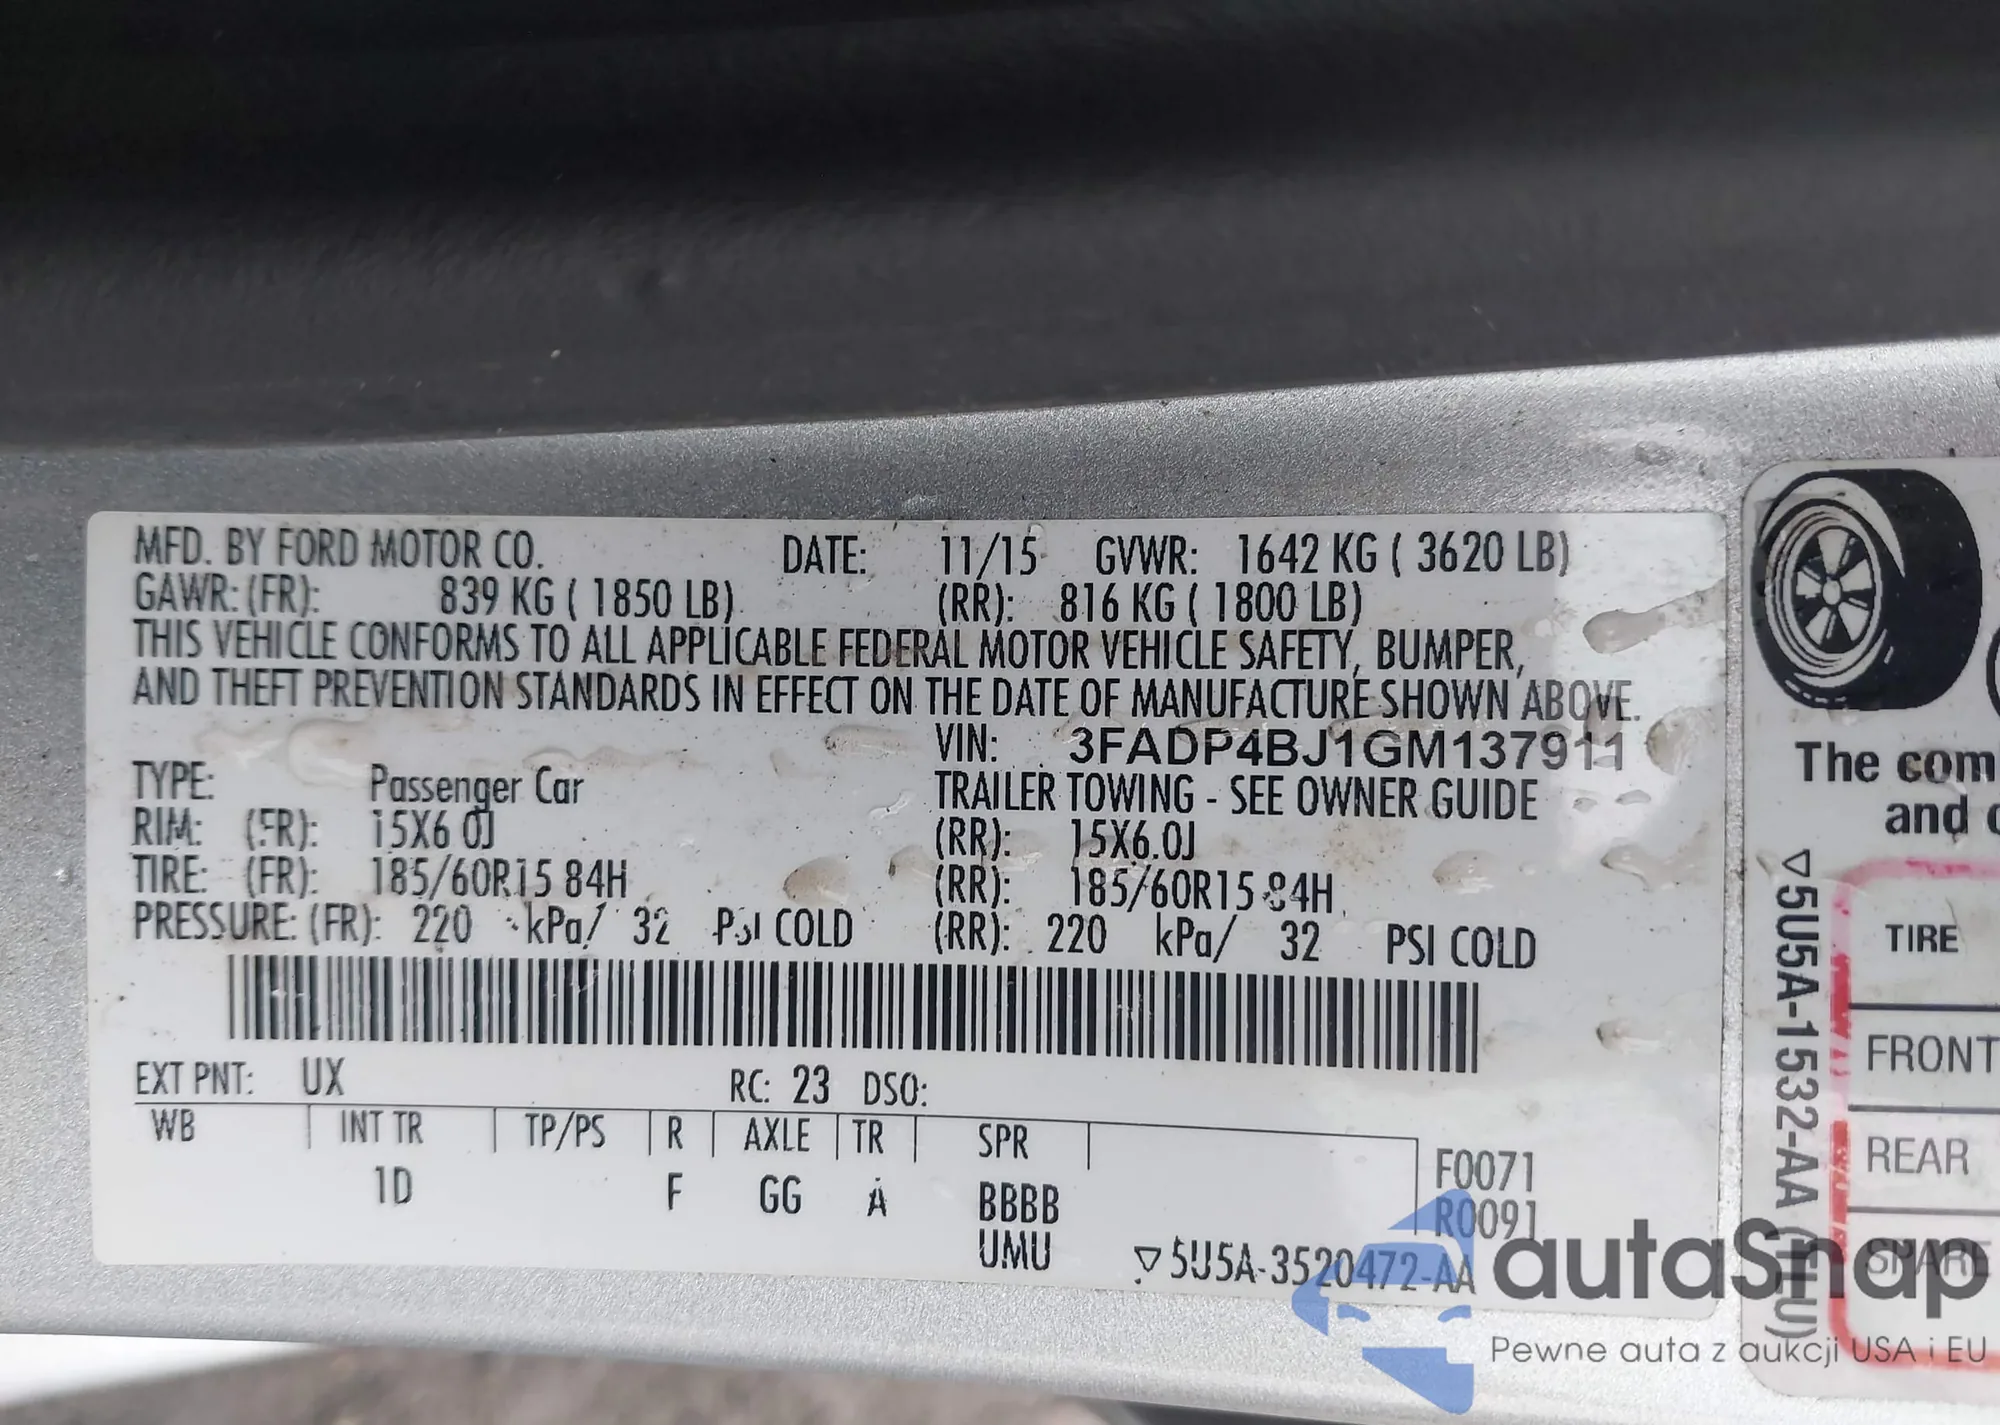 MFD. BY FORD MOTOR CO. DATE: 11/15 GVWR: 1642 KG ( 3620 LB)
GAWR: (FR): 839 KG ( 1850 LB) (RR): 816 KG ( 1800 LB)
THIS VEHICLE CONFORMS TO ALL APPLICABLE FEDERAL MOTOR VEHICLE SAFETY, BUMPER,
AND THEFT PREVENTION STANDARDS IN EFFECT ON THE DATE OF MANUFACTURE SHOWN ABOVE.
VIN: 3FADP4BJ1GM137911
TYPE: Passenger Car TRAILER TOWING - SEE OWNER GUIDE
RIM: (FR): 15X6.0J (RR): 15X6.0J
TIRE: (FR): 185/60R15 84H (RR): 185/60R15 84H
PRESSURE: (FR): 220 kPa/ 32 PSI COLD (RR): 220 kPa/ 32 PSI COLD
EXT PNT: UX RC: 23 DSO:
WB INT TR TP/PS R AXLE TR SPR
1D F GG A BBBB
UMU
F0071
R0091
▽5U5A-3520472-AA
The com
and
▽5U5A-1532-AA
TIRE
FRONT
REAR
SPARE
autoSnap
Pewne auta z aukcji USA i EU